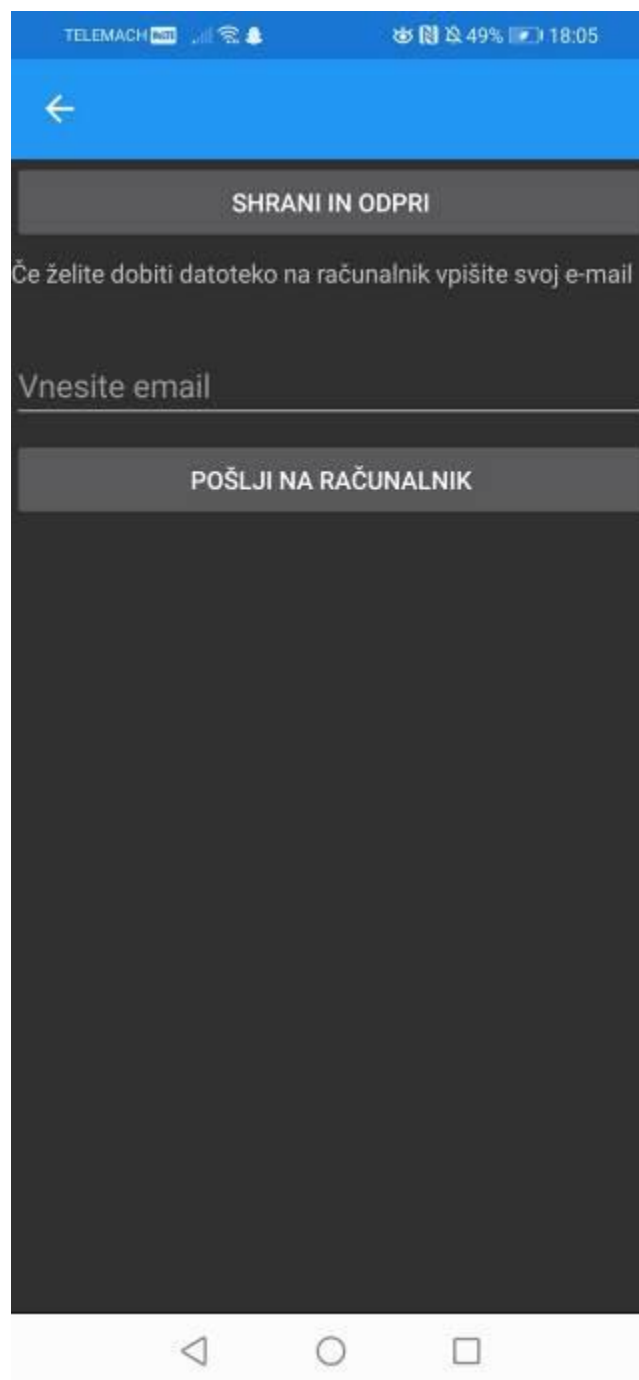 TELEMACH 49% 18:05
SHRANI IN ODPRI
Če želite dobiti datoteko na računalnik vpišite svoj e-mail
Vnesite email
POŠLJI NA RAČUNALNIK